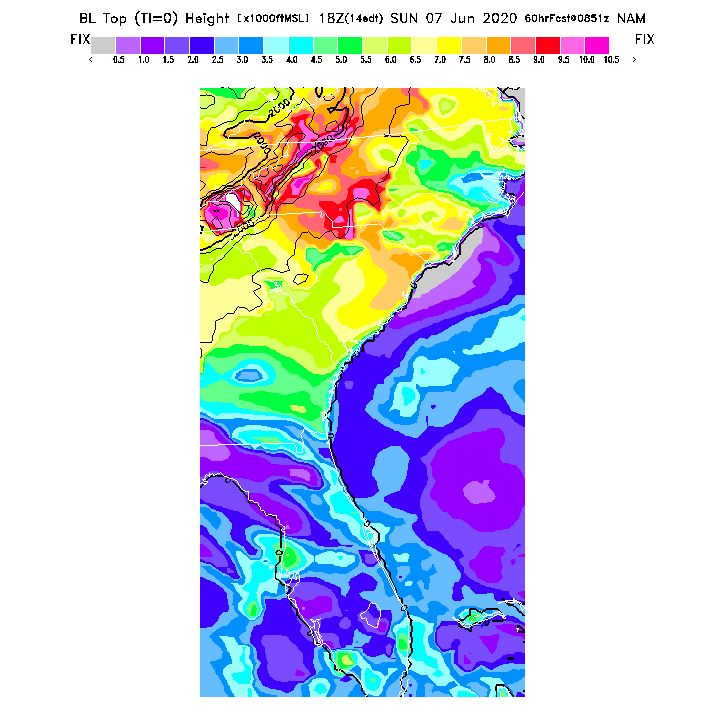 BL Top (TI=0) Height [x1000ftMSL] 18Z(14edt) SUN 07 Jun 2020 60hrFcst@0851z NAM
FIX FIX
< 0.5 1.0 1.5 2.0 2.5 3.0 3.5 4.0 4.5 5.0 5.5 6.0 6.5 7.0 7.5 8.0 8.5 9.0 9.5 10.0 10.5 >
2000
2000